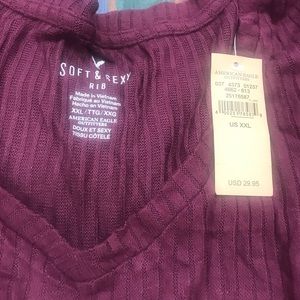 SOFT & SEXY
RIB
Made in Vietnam
Fabriqué au Vietnam
Hecho en Vietnam
XXL / TTG / XXG
AMERICAN EAGLE
OUTFITTERS
DOUX ET SEXY
TISSU CÔTELÉ
AMERICAN EAGLE
OUTFITTERS
US XXL
USD 29.95